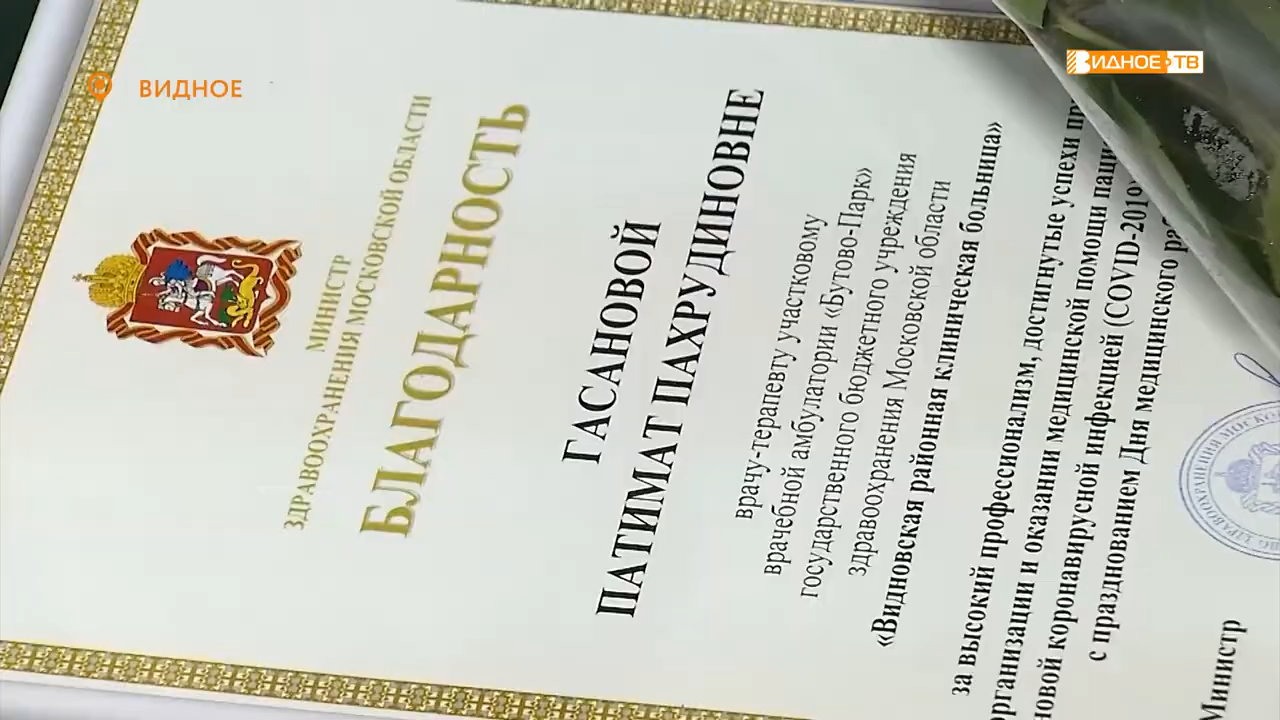 ВИДНОЕ
ВИДНОЕ ТВ
МИНИСТР
ЗДРАВООХРАНЕНИЯ МОСКОВСКОЙ ОБЛАСТИ
БЛАГОДАРНОСТЬ
ГАСАНОВОЙ
ПАТИМАТ ПАХРУДИНОВНЕ
врачу-терапевту участковому
врачебной амбулатории «Бутово-Парк»
государственного бюджетного учреждения
здравоохранения Московской области
«Видновская районная клиническая больница»
за высокий профессионализм, достигнутые успехи
организации и оказании медицинской помощи
новой коронавирусной инфекцией (COVID-2019)
с празднованием Дня медицинского
Министр
ЗДРАВООХРАНЕНИЯ